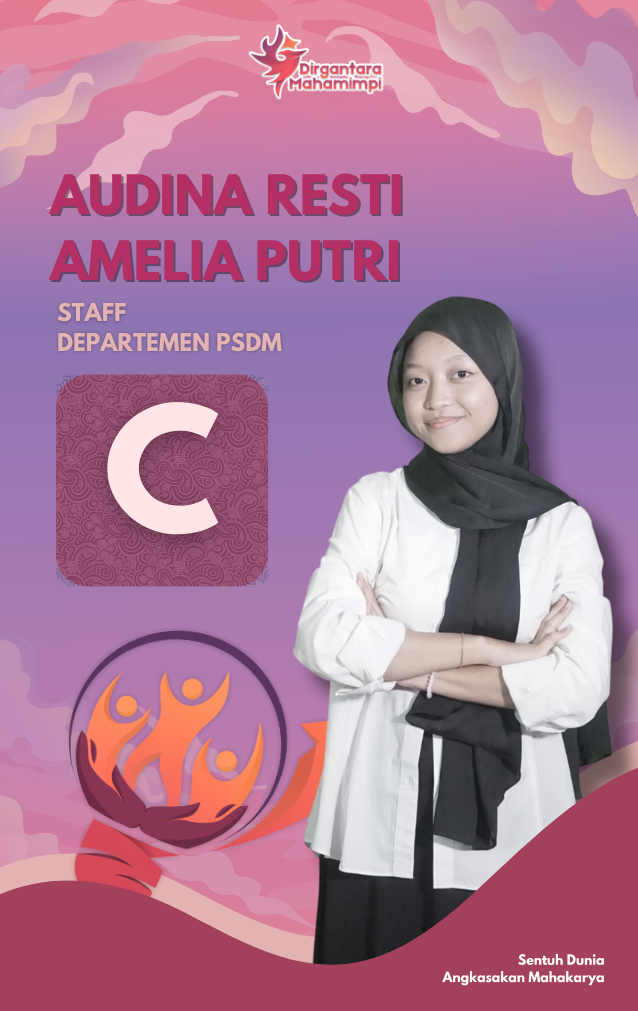 Dirgantara
Mahamimpi
AUDINA RESTI
AMELIA PUTRI
STAFF
DEPARTEMEN PSDM
C
Sentuh Dunia
Angkasakan Mahakarya